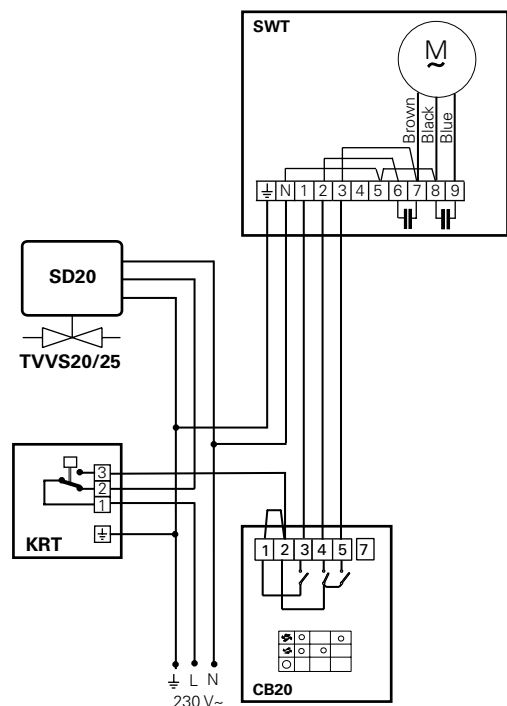 SWT
M
~
Brown
Black
Blue
N 1 2 3 4 5 6 7 8 9
SD20
TVVS20/25
3
2
1
KRT
1 2 3 4 5 7
L N
230 V~
CB20